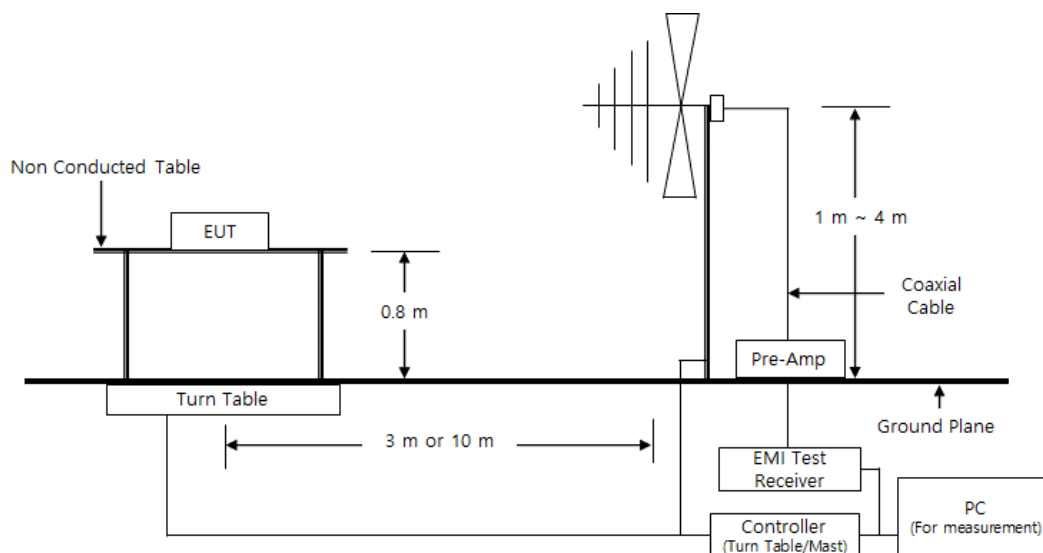 Non Conducted Table
EUT
0.8 m
1 m ~ 4 m
Coaxial
Cable
Pre-Amp
Turn Table
Ground Plane
3 m or 10 m
EMI Test
Receiver
Controller
(Turn Table/Mast)
PC
(For measurement)